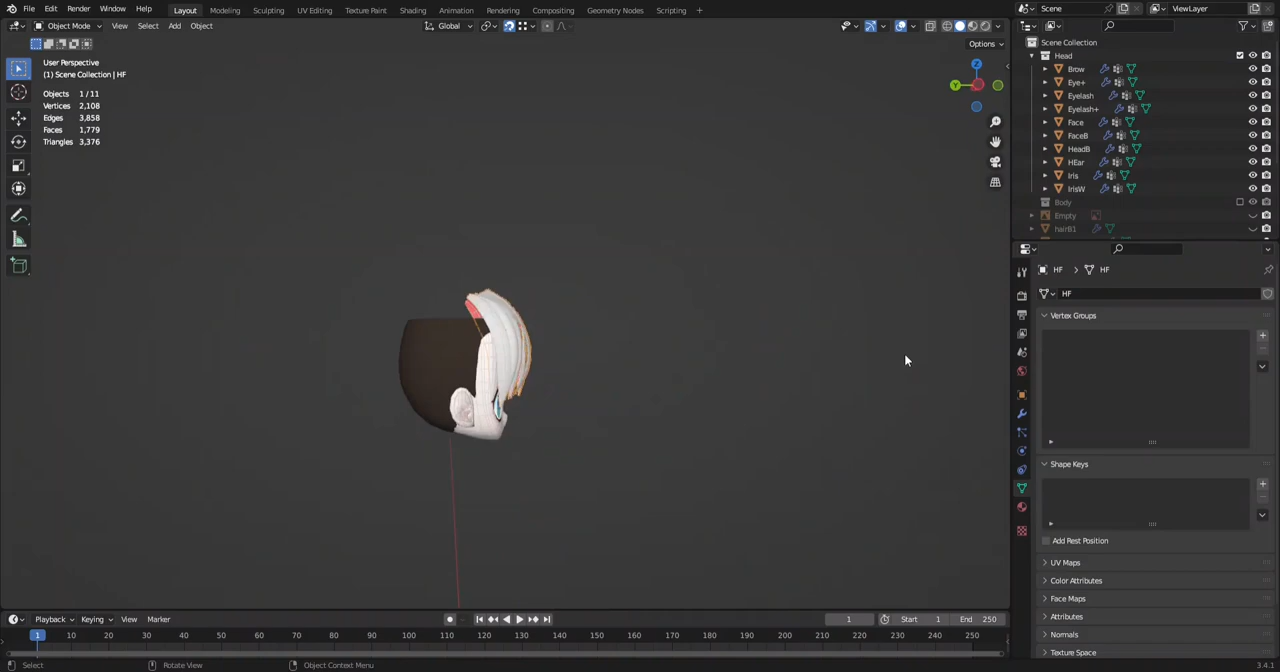 File Edit Render Window Help Layout Modeling Sculpting UV Editing Texture Paint Shading Animation Rendering Compositing Geometry Nodes Scripting + Scene ViewLayer
Object Mode View Select Add Object Global
Options
User Perspective
(1) Scene Collection | HF
Objects 1/11
Vertices 2,108
Edges 3,858
Faces 1,779
Triangles 3,376
Z
Y
Scene Collection
Head
Brow
Eye+
Eyelash
Eyelash+
Face
FaceB
HeadB
HEar
Iris
IrisW
Body
Empty
hairB1
HF > HF
HF
Vertex Groups
Shape Keys
Add Rest Position
UV Maps
Color Attributes
Face Maps
Attributes
Normals
Texture Space
Playback Keying View Marker 1 Start 1 End 250
1 10 20 30 40 50 60 70 80 90 100 110 120 130 140 150 160 170 180 190 200 210 220 230 240 250
Select Rotate View Object Context Menu 3.4.1